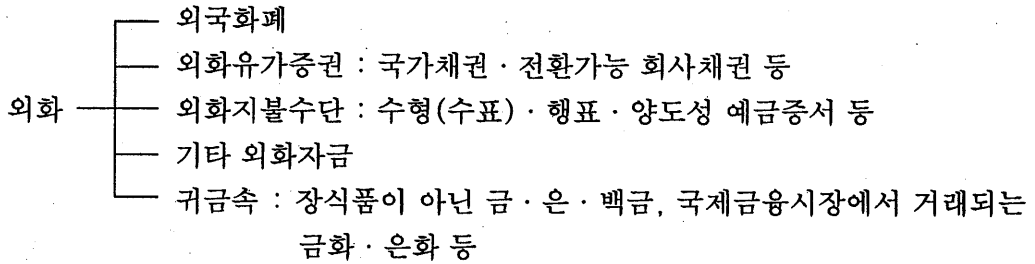 외국화폐
외화유가증권 : 국가채권 · 전환가능 회사채권 등
외화 외화지불수단 : 수형(수표) · 행표 · 양도성 예금증서 등
기타 외화자금
귀금속 : 장식품이 아닌 금 · 은 · 백금, 국제금융시장에서 거래되는
금화 · 은화 등